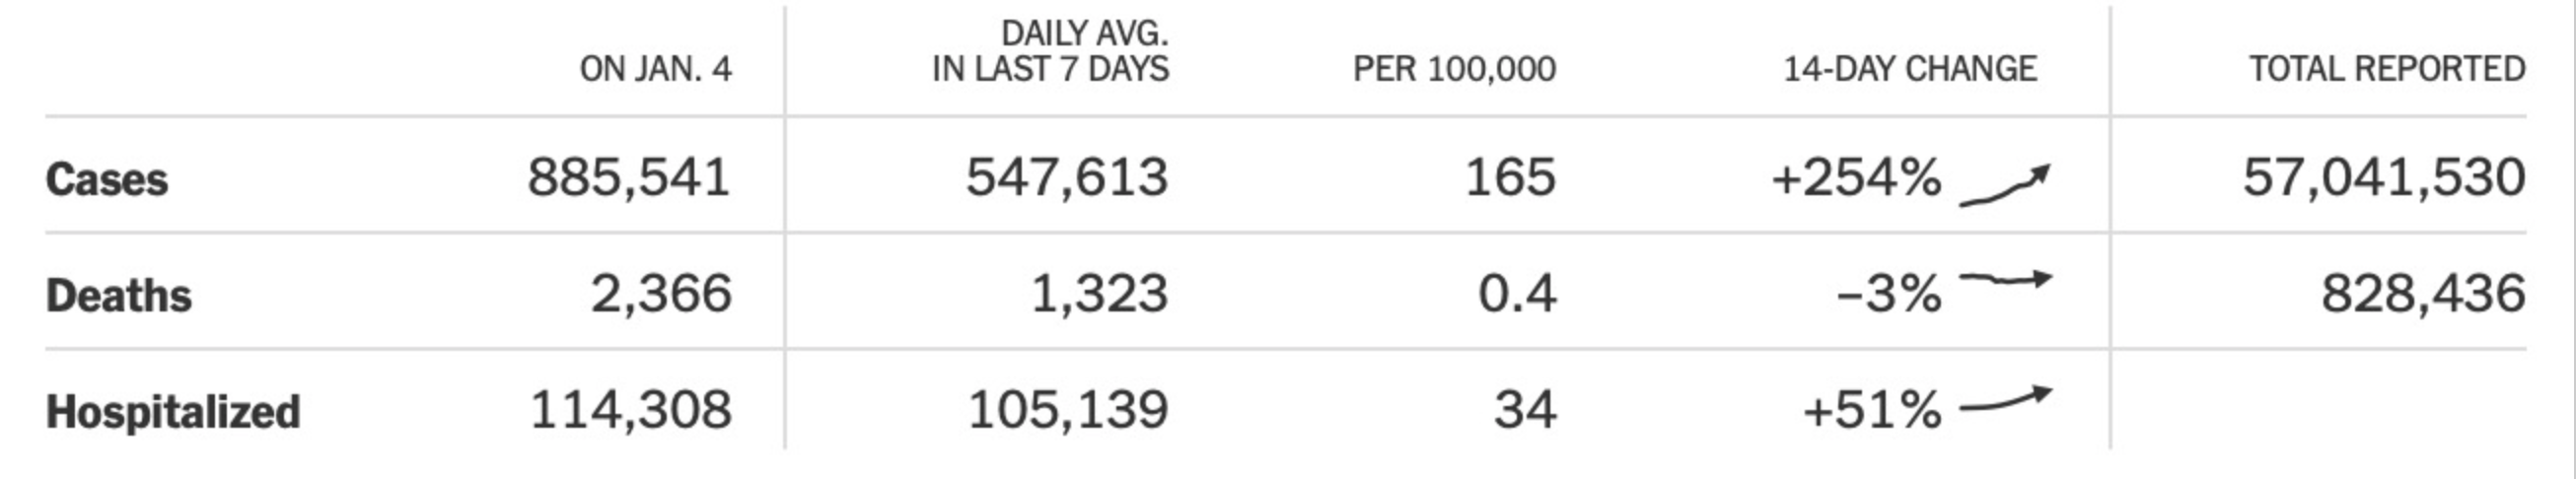 DAILY AVG.
ON JAN. 4 IN LAST 7 DAYS PER 100,000 14-DAY CHANGE TOTAL REPORTED
Cases 885,541 547,613 165 +254% 57,041,530
Deaths 2,366 1,323 0.4 –3% 828,436
Hospitalized 114,308 105,139 34 +51%